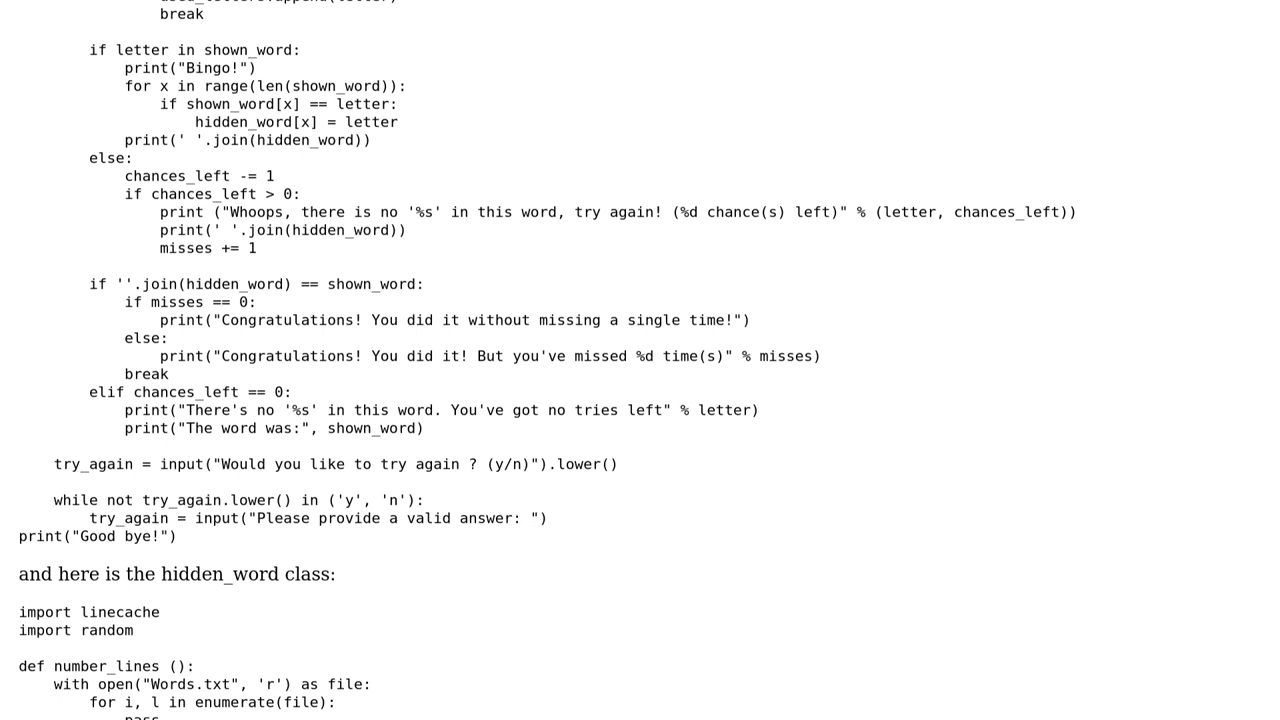 used_letters.append(letter)
                break

        if letter in shown_word:
            print("Bingo!")
            for x in range(len(shown_word)):
                if shown_word[x] == letter:
                    hidden_word[x] = letter
            print(' '.join(hidden_word))
        else:
            chances_left -= 1
            if chances_left > 0:
                print ("Whoops, there is no '%s' in this word, try again! (%d chance(s) left)" % (letter, chances_left))
                print(' '.join(hidden_word))
                misses += 1

        if ''.join(hidden_word) == shown_word:
            if misses == 0:
                print("Congratulations! You did it without missing a single time!")
            else:
                print("Congratulations! You did it! But you've missed %d time(s)" % misses)
            break
        elif chances_left == 0:
            print("There's no '%s' in this word. You've got no tries left" % letter)
            print("The word was:", shown_word)

    try_again = input("Would you like to try again ? (y/n)").lower()

    while not try_again.lower() in ('y', 'n'):
        try_again = input("Please provide a valid answer: ")
print("Good bye!")
and here is the hidden_word class:
import linecache
import random

def number_lines ():
    with open("Words.txt", 'r') as file:
        for i, l in enumerate(file):
            pass